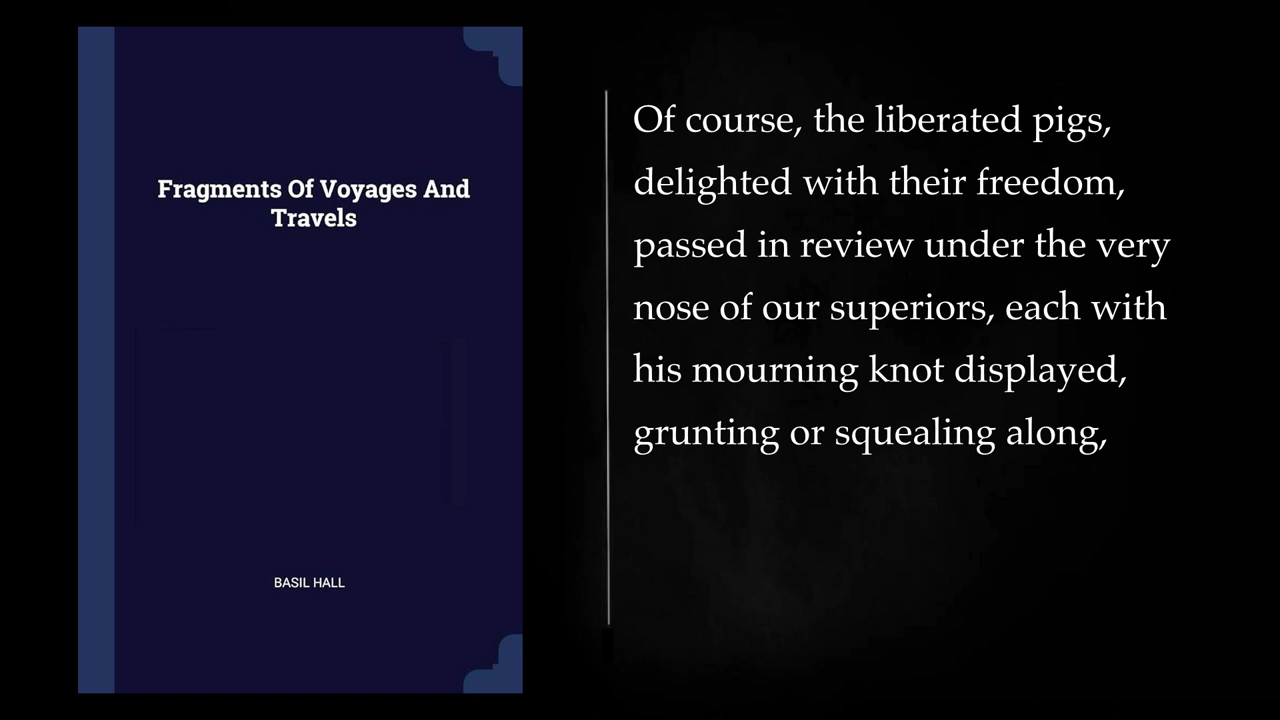 Fragments Of Voyages And
Travels
BASIL HALL
Of course, the liberated pigs,
delighted with their freedom,
passed in review under the very
nose of our superiors, each with
his mourning knot displayed,
grunting or squealing along,